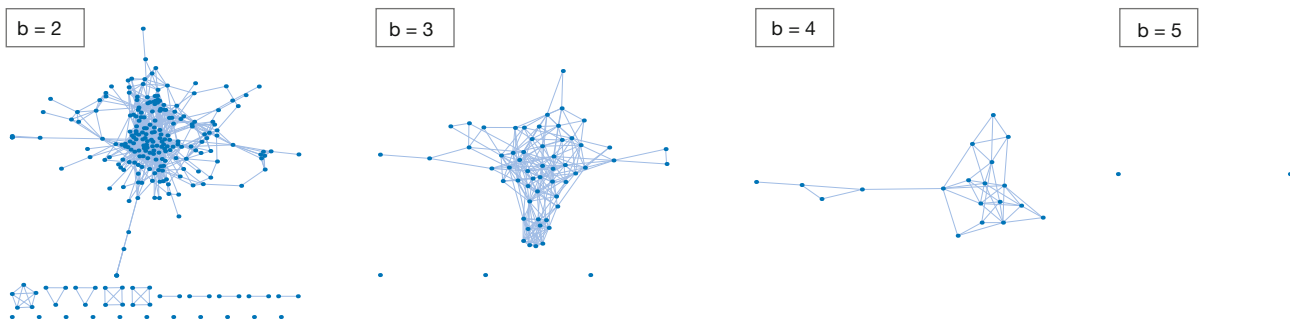 b = 2
b = 3
b = 4
b = 5